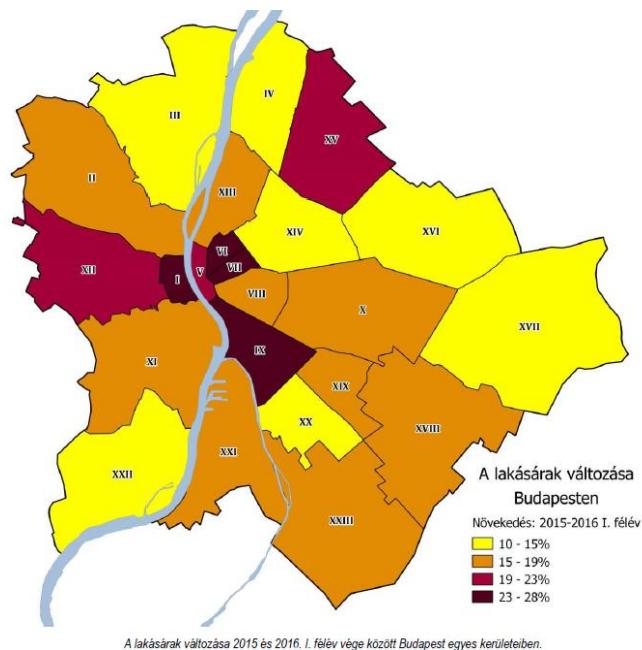 IV
III
XV
II
XIII
XIV
XVI
VI
XII
I
V
VII
VIII
X
XVII
XI
IX
XIX
XX
XVIII
XXI
XXII
XXIII
A lakásárak változása
Budapesten
Növekedés: 2015-2016 I. félév
10 - 15%
15 - 19%
19 - 23%
23 - 28%
A lakásárak változása 2015 és 2016. I. félév vége között Budapest egyes kerületeiben.